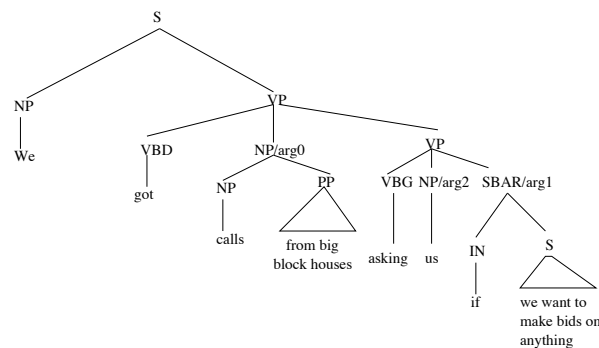 S
NP VP
We VBD NP/arg0 VP
got NP PP VBG NP/arg2 SBAR/arg1
calls from big
block houses
asking us IN S
if we want to
make bids on
anything